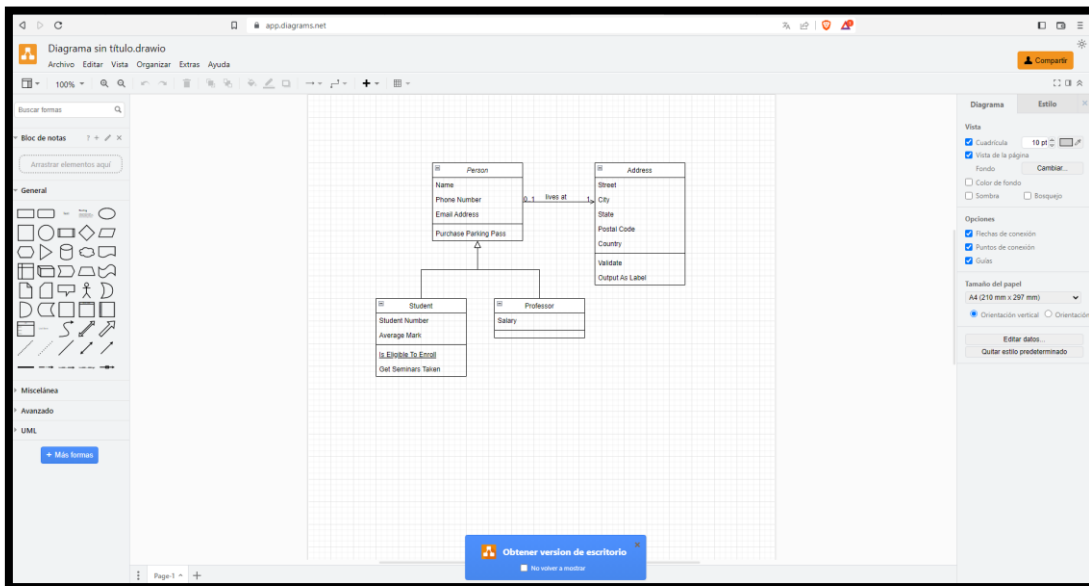 app.diagrams.net
Diagrama sin título.drawio
Archivo Editar Vista Organizar Extras Ayuda
Compartir
100%
Buscar formas
Bloc de notas ? + ×
Arrastrar elementos aquí
General
Misceláneo
Avanzado
UML
+ Más formas
Person
Name
Phone Number
Email Address
Purchase Parking Pass
0..1 lives at 1
Address
Street
City
State
Postal Code
Country
Validate
Output As Label
Student
Student Number
Average Mark
Is Eligible To Enroll
Get Seminars Taken
Professor
Salary
Diagrama Estilo ×
Vista
Cuadrícula 10 pt
Vista de la página
Fondo Cambiar...
Color de fondo
Sombra Bosquejo
Opciones
Flechas de conexión
Puntos de conexión
Guías
Tamaño del papel
A4 (210 mm x 297 mm)
Orientación vertical Orientación
Editar datos...
Quitar estilo predeterminado
Obtener version de escritorio ×
No volver a mostrar
Page-1 +